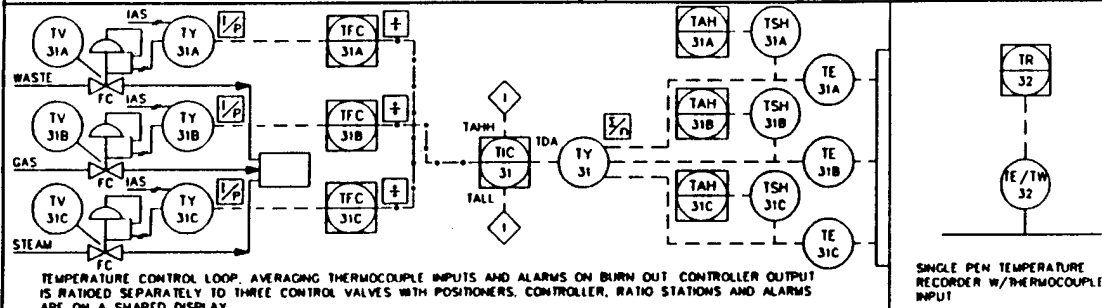 IAS
TV 31A
TY 31A
I/P
TFC 31A
÷
TAH 31A
TSH 31A
TE 31A
WASTE
FC
IAS
TV 31B
TY 31B
I/P
TFC 31B
÷
TAHH
I
TDA
TIC 31
TY 31
Σ/n
TAH 31B
TSH 31B
TE 31B
GAS
FC
IAS
TV 31C
TY 31C
I/P
TFC 31C
÷
TALL
I
TAH 31C
TSH 31C
TE 31C
STEAM
FC
TEMPERATURE CONTROL LOOP, AVERAGING THERMOCOUPLE INPUTS AND ALARMS ON BURN OUT CONTROLLER OUTPUT
IS RATIOED SEPARATELY TO THREE CONTROL VALVES WITH POSITIONERS. CONTROLLER, RATIO STATIONS AND ALARMS
ARE ON A SHARED DISPLAY
TR 32
TE/TW 32
SINGLE PEN TEMPERATURE
RECORDER W/THERMOCOUPLE
INPUT